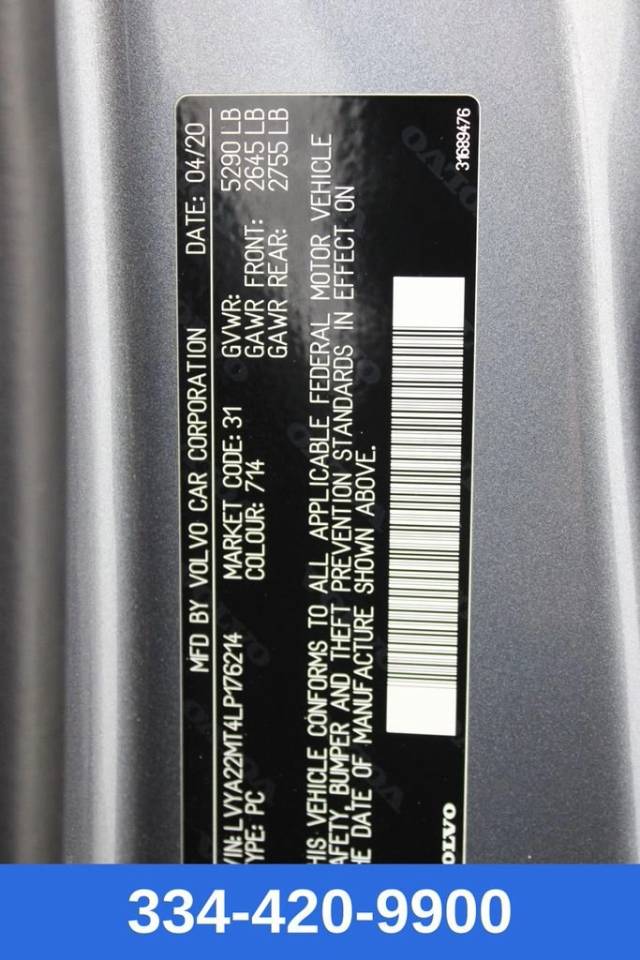 MFD BY VOLVO CAR CORPORATION DATE: 04/20
VIN: LVYA22MT4LP176214 MARKET CODE: 31 GVWR: 5290 LB
YPE: PC COLOUR: 714 GAWR FRONT: 2645 LB
GAWR REAR: 2755 LB
HIS VEHICLE CONFORMS TO ALL APPLICABLE FEDERAL MOTOR VEHICLE
AFETY, BUMPER AND THEFT PREVENTION STANDARDS IN EFFECT ON
HE DATE OF MANUFACTURE SHOWN ABOVE.
OLVO
31689476
334-420-9900